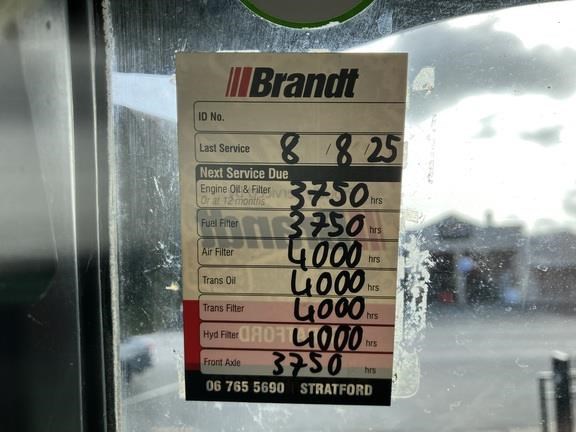 Brandt
ID No.
Last Service 8 / 8 / 25
Next Service Due
Engine Oil & Filter 3750 hrs
Or at 12 months
Fuel Filter 3750 hrs
Air Filter 4000 hrs
Trans Oil 4000 hrs
Trans Filter 4000 hrs
Hyd Filter 4000 hrs
Front Axle 3750 hrs
06 765 5690 | STRATFORD